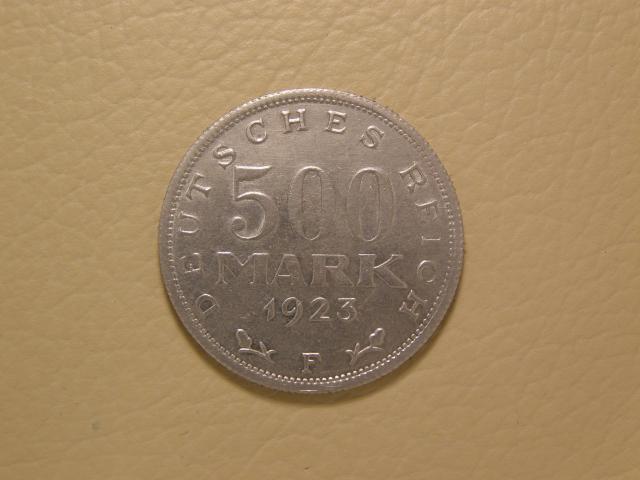 DEUTSCHES REICH
500
MARK
1923
F